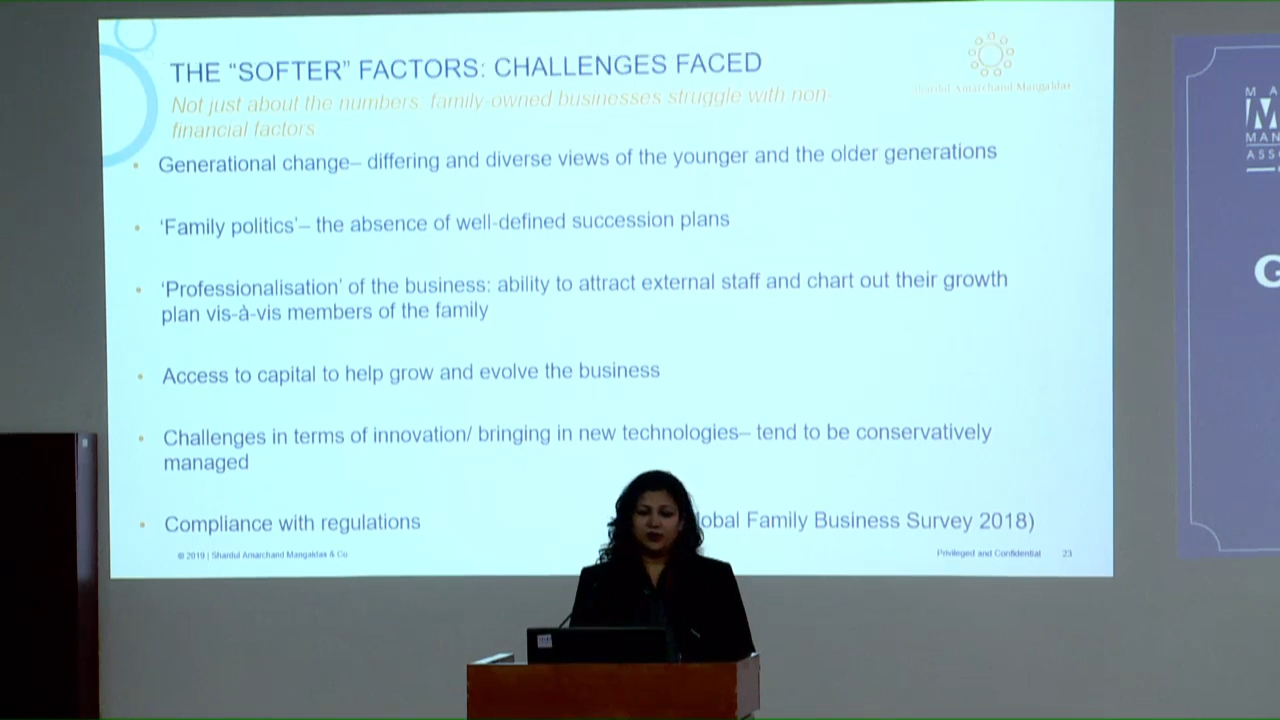 THE “SOFTER” FACTORS: CHALLENGES FACED
Shardul Amarchand Mangaldas
Not just about the numbers: family-owned businesses struggle with non-
financial factors
• Generational change– differing and diverse views of the younger and the older generations
• ‘Family politics’– the absence of well-defined succession plans
• ‘Professionalisation’ of the business: ability to attract external staff and chart out their growth
plan vis-à-vis members of the family
• Access to capital to help grow and evolve the business
• Challenges in terms of innovation/ bringing in new technologies– tend to be conservatively
managed
• Compliance with regulations
lobal Family Business Survey 2018)
© 2019 | Shardul Amarchand Mangaldas & Co
Privileged and Confidential 23
M A
M
MAN
ASSO
G